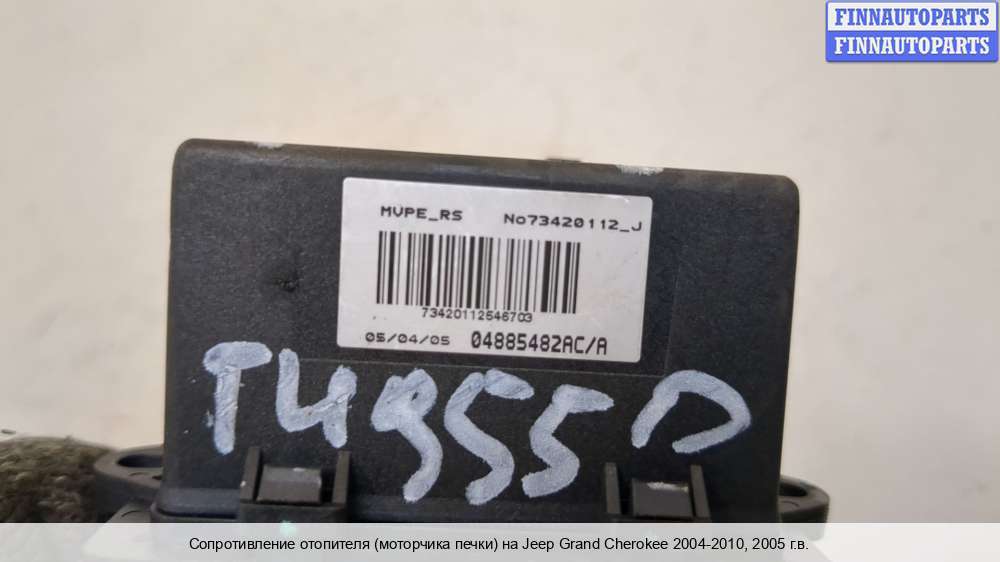 FINNAUTOPARTS
FINNAUTOPARTS
MVPE_RS No73420112_J
73420112546703
05/04/05 04885482AC/A
Сопротивление отопителя (моторчика печки) на Jeep Grand Cherokee 2004-2010, 2005 г.в.